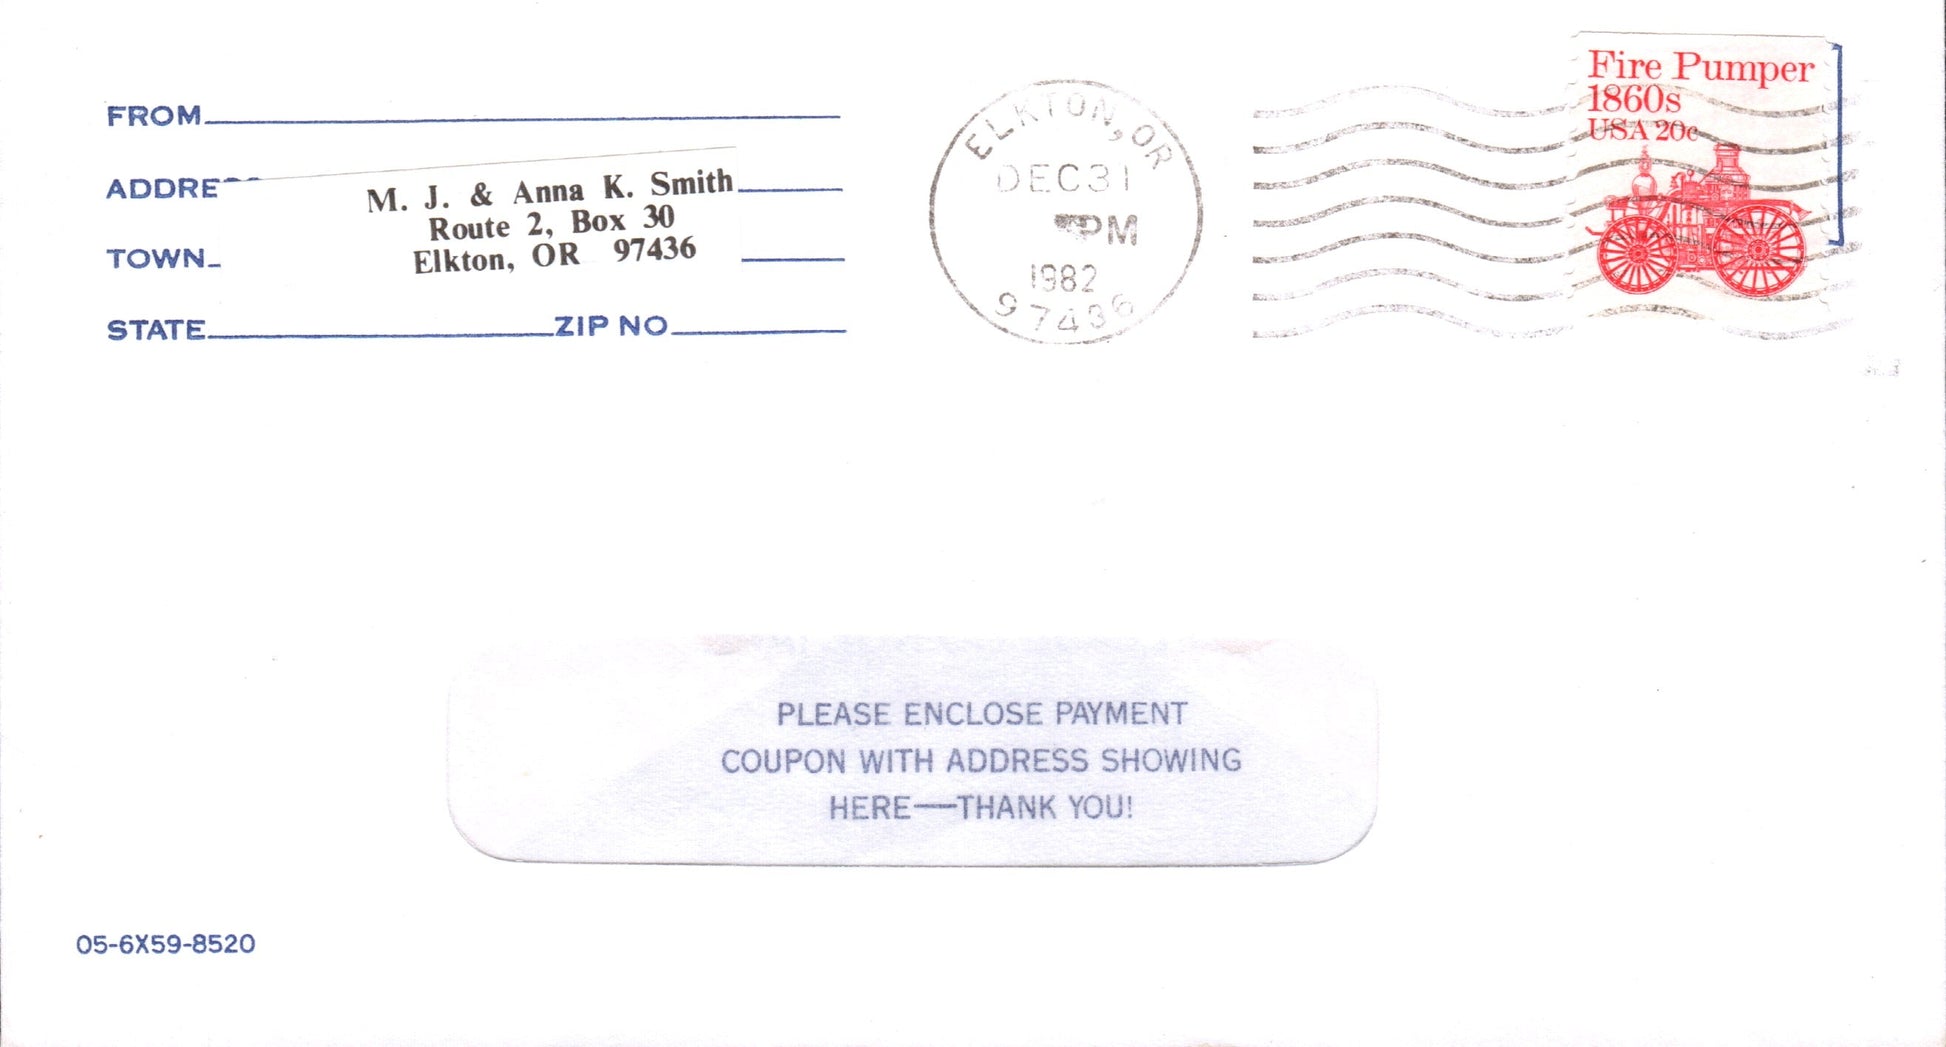 FROM
ADDRE
M. J. & Anna K. Smith
Route 2, Box 30
Elkton, OR 97436
TOWN
STATE ZIP NO
ELKTON, OR
DEC 31
PM
1982
97436
Fire Pumper
1860s
USA 20c
PLEASE ENCLOSE PAYMENT
COUPON WITH ADDRESS SHOWING
HERE—THANK YOU!
05-6X59-8520